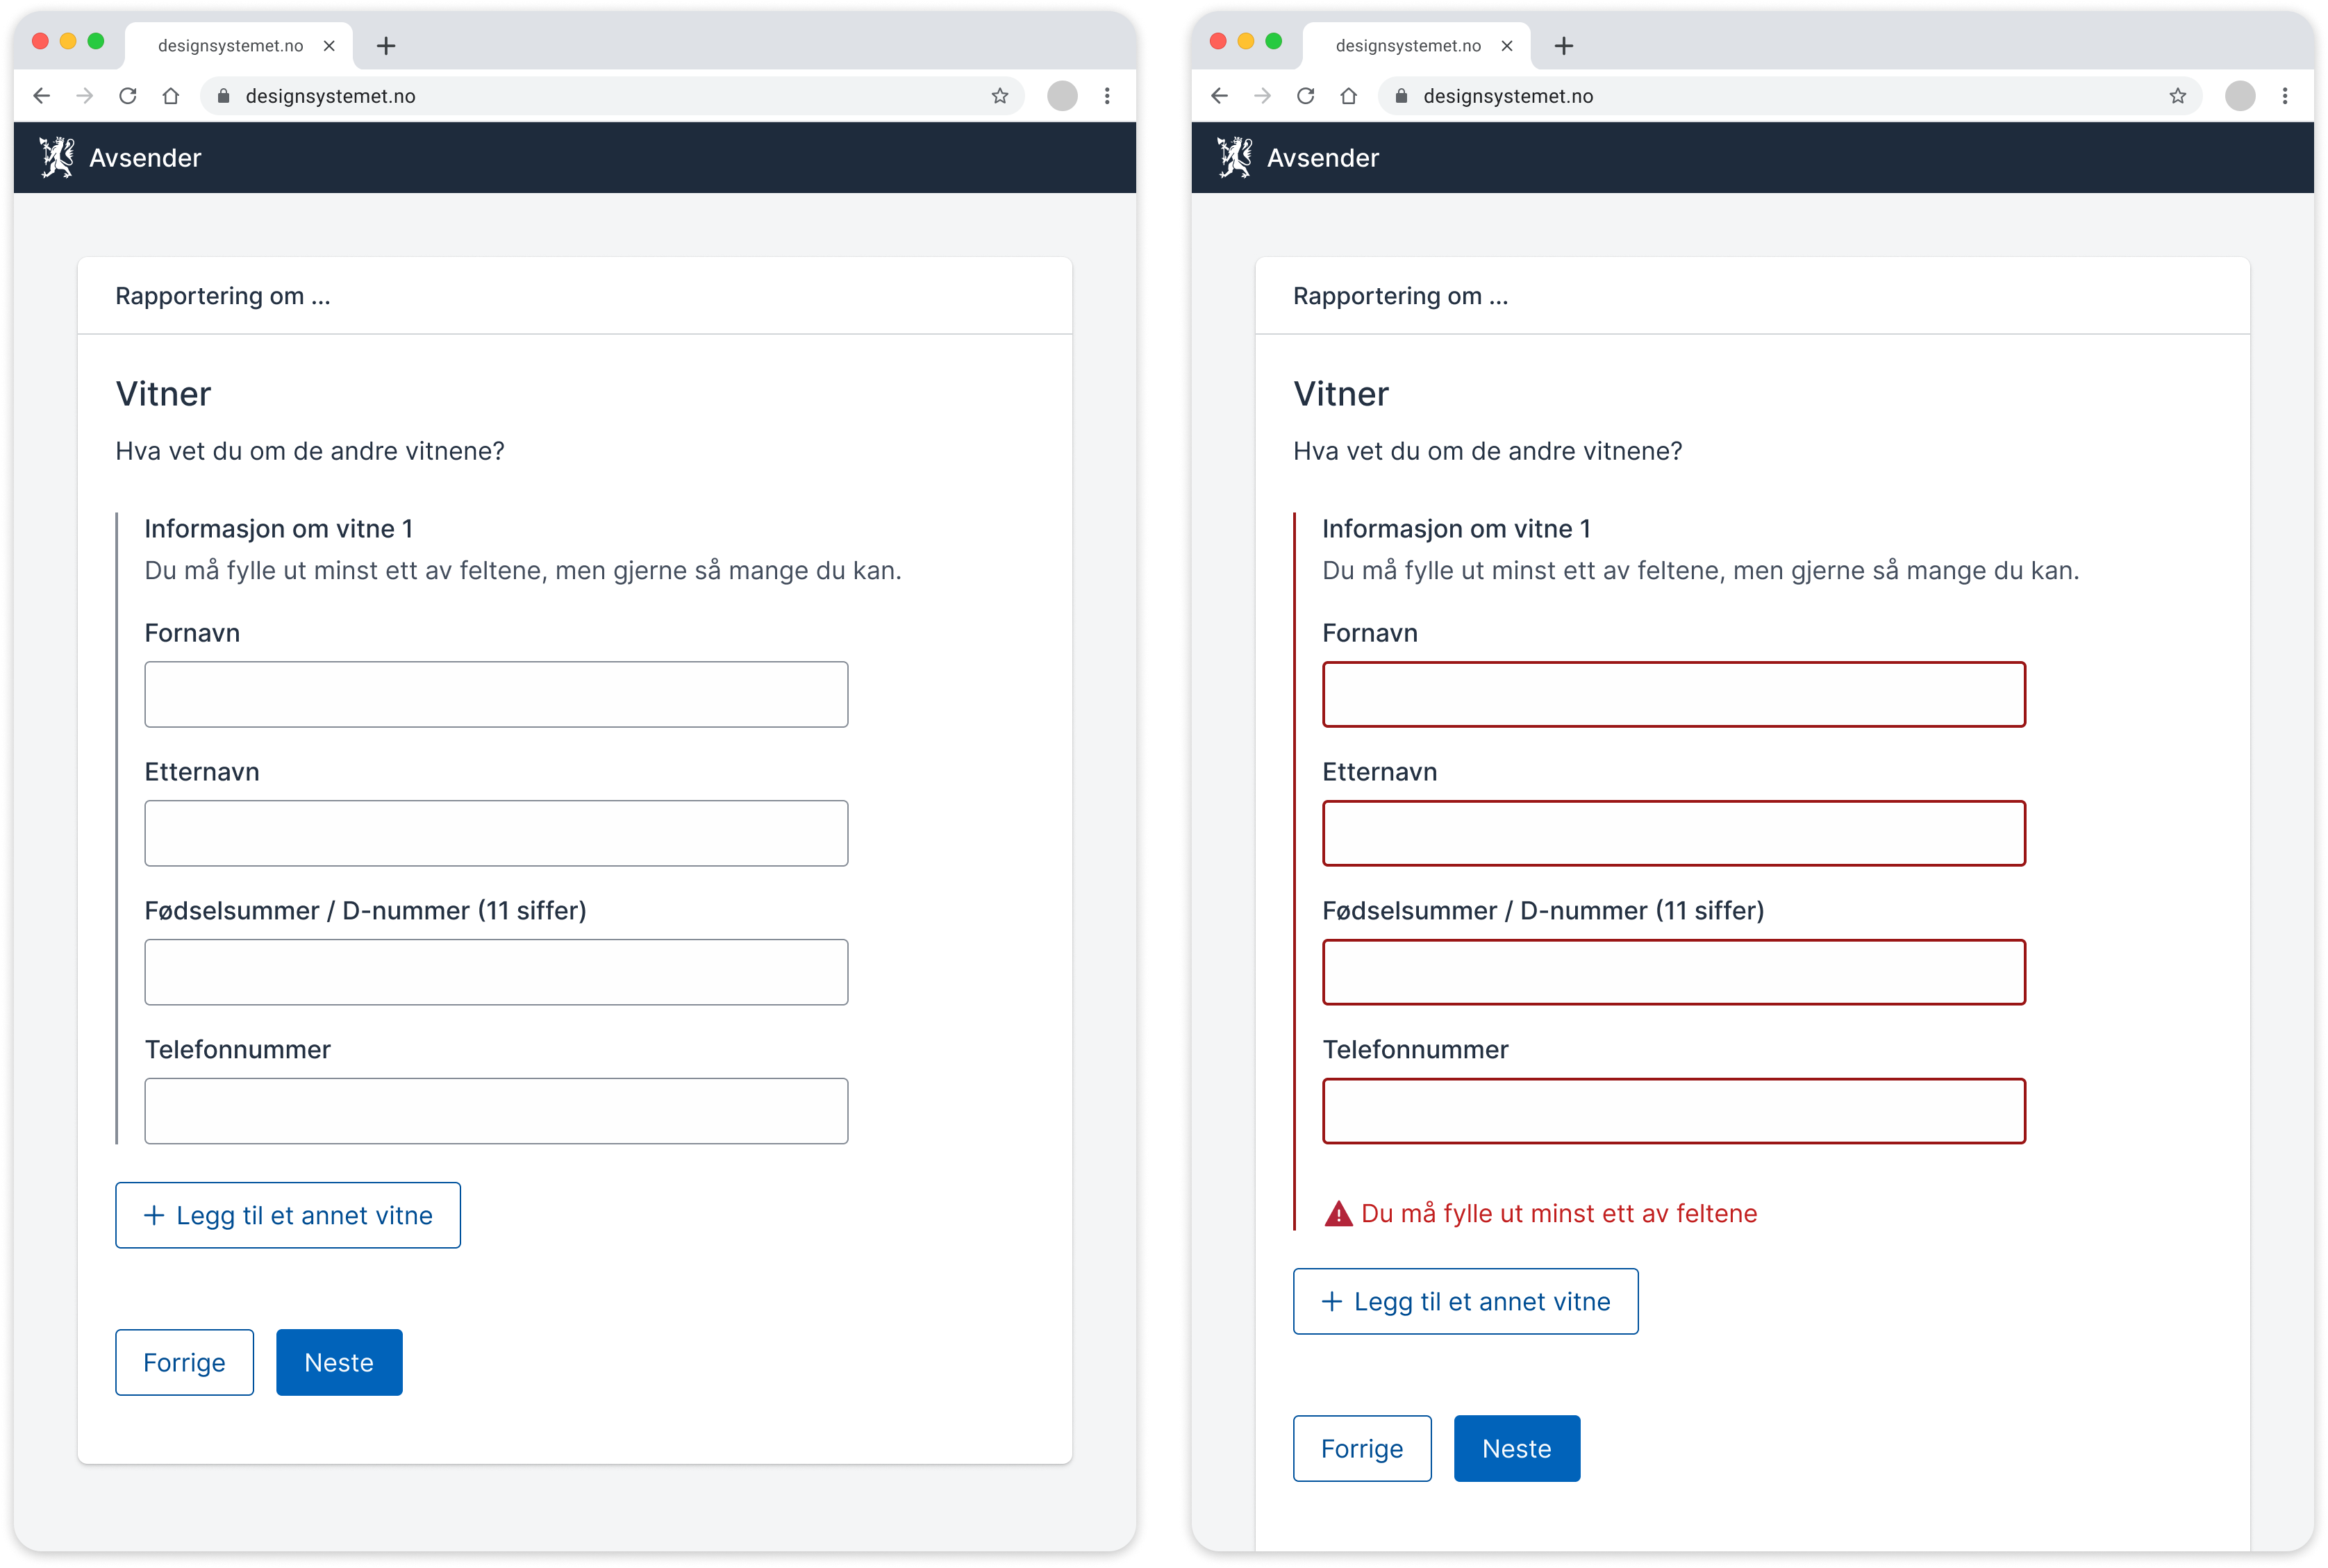 designsystemet.no
designsystemet.no
Avsender
Rapportering om ...
Vitner
Hva vet du om de andre vitnene?
Informasjon om vitne 1
Du må fylle ut minst ett av feltene, men gjerne så mange du kan.
Fornavn
Etternavn
Fødselsummer / D-nummer (11 siffer)
Telefonnummer
Legg til et annet vitne
Forrige
Neste
designsystemet.no
designsystemet.no
Avsender
Rapportering om ...
Vitner
Hva vet du om de andre vitnene?
Informasjon om vitne 1
Du må fylle ut minst ett av feltene, men gjerne så mange du kan.
Fornavn
Etternavn
Fødselsummer / D-nummer (11 siffer)
Telefonnummer
Du må fylle ut minst ett av feltene
Legg til et annet vitne
Forrige
Neste